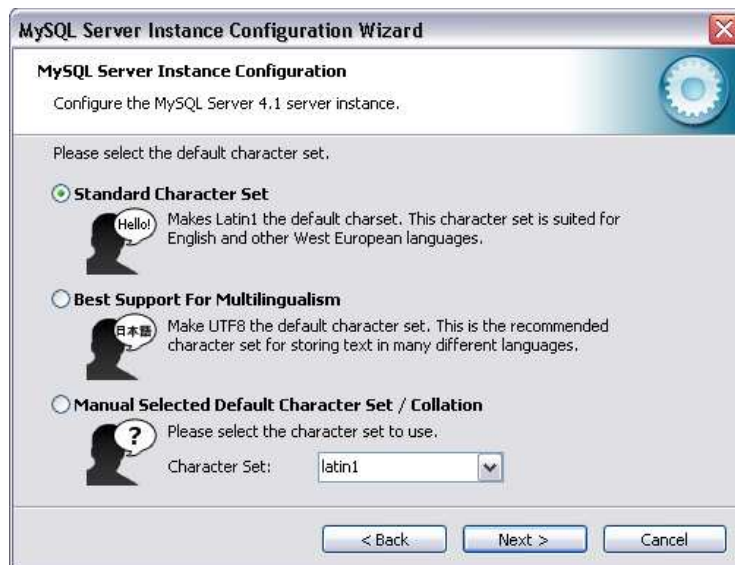 MySQL Server Instance Configuration Wizard
MySQL Server Instance Configuration
Configure the MySQL Server 4.1 server instance.
Please select the default character set.
Standard Character Set
Hello!
Makes Latin1 the default charset. This character set is suited for
English and other West European languages.
Best Support For Multilingualism
日本語
Make UTF8 the default character set. This is the recommended
character set for storing text in many different languages.
Manual Selected Default Character Set / Collation
?
Please select the character set to use.
Character Set: latin1
< Back Next > Cancel